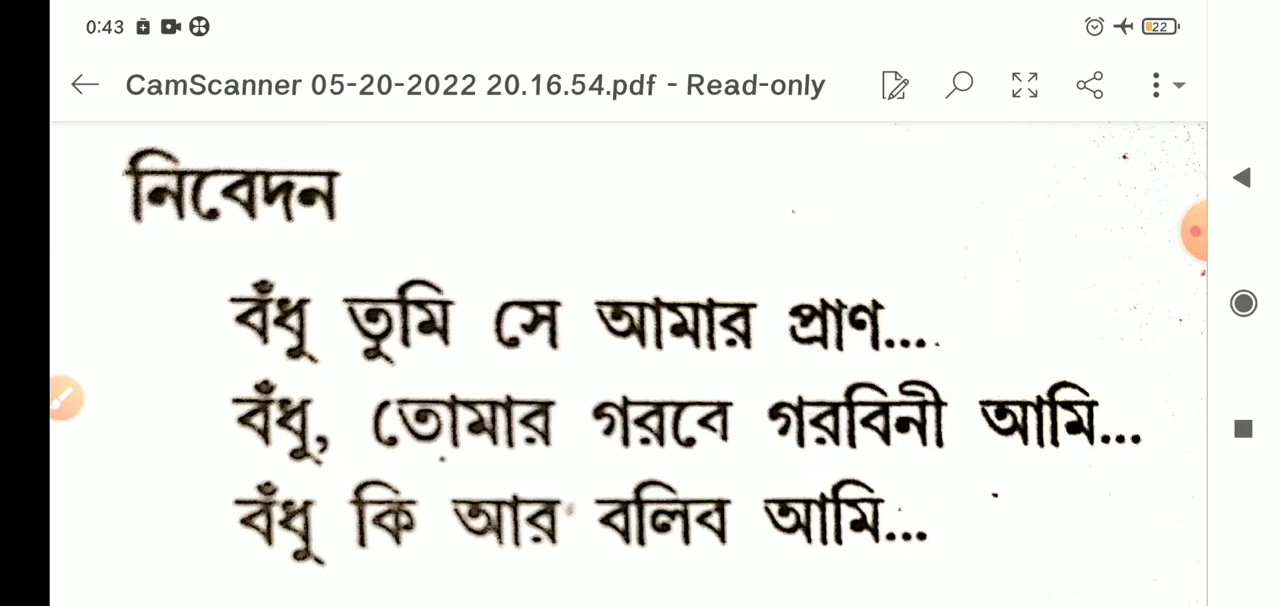 0:43
22
CamScanner 05-20-2022 20.16.54.pdf - Read-only
নিবেদন
বঁধু তুমি সে আমার প্রাণ...
বঁধু, তোমার গরবে গরবিনী আমি...
বঁধু কি আর বলিব আমি...